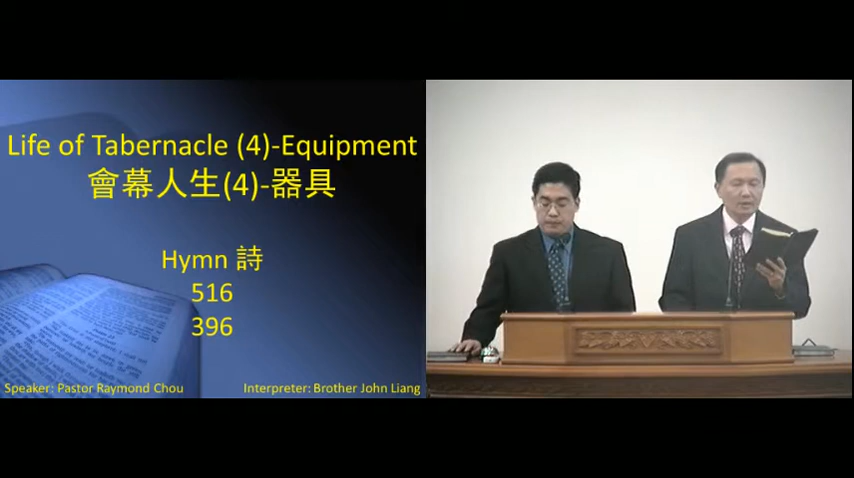 Life of Tabernacle (4)-Equipment
會幕人生(4)-器具
Hymn 詩
516
396
Speaker: Pastor Raymond Chou
Interpreter: Brother John Liang